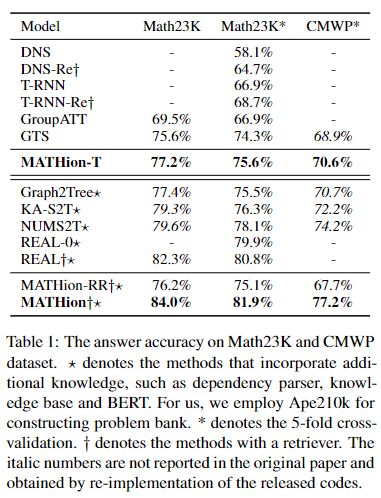 Model Math23K Math23K* CMWP*
DNS - 58.1% -
DNS-Re† - 64.7% -
T-RNN - 66.9% -
T-RNN-Re† - 68.7% -
GroupATT 69.5% 66.9% -
GTS 75.6% 74.3% 68.9%
MATHion-T 77.2% 75.6% 70.6%
Graph2Tree⋆ 77.4% 75.5% 70.7%
KA-S2T⋆ 79.3% 76.3% 72.2%
NUMS2T⋆ 79.6% 78.1% 74.2%
REAL-0⋆ - 79.9% -
REAL†⋆ 82.3% 80.8% -
MATHion-RR†⋆ 76.2% 75.1% 67.7%
MATHion†⋆ 84.0% 81.9% 77.2%
Table 1: The answer accuracy on Math23K and CMWP
dataset. ⋆ denotes the methods that incorporate addi-
tional knowledge, such as dependency parser, knowl-
edge base and BERT. For us, we employ Ape210k for
constructing problem bank. * denotes the 5-fold cross-
validation. † denotes the methods with a retriever. The
italic numbers are not reported in the original paper and
obtained by re-implementation of the released codes.